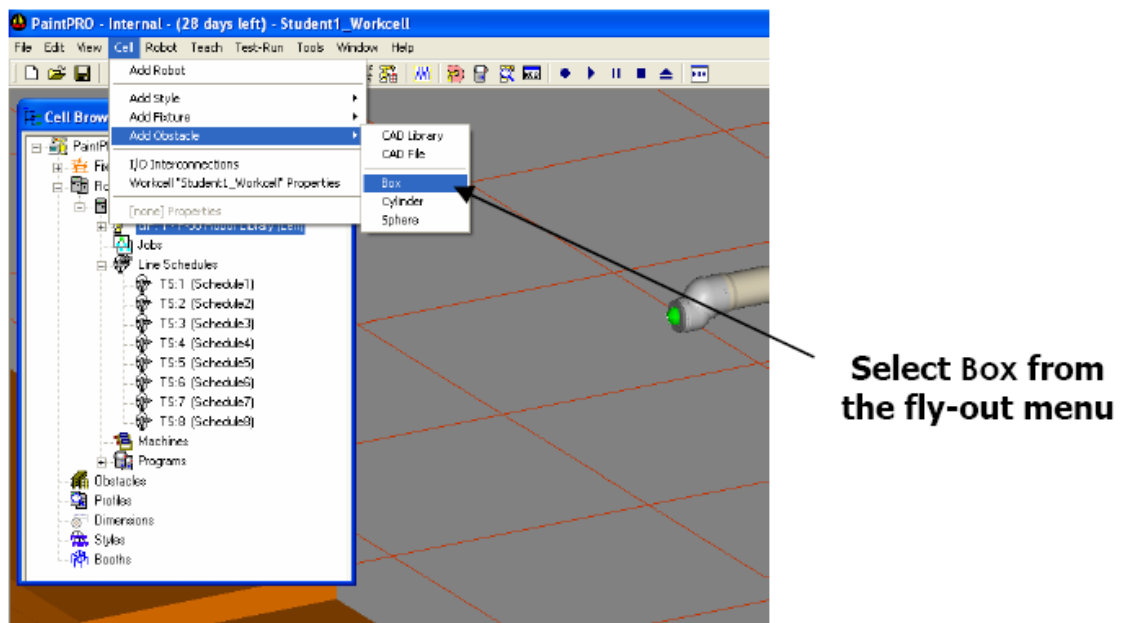 PaintPRO - Internal - (28 days left) - Student1_Workcell
File Edit View Cell Robot Teach Test-Run Tools Window Help
Add Robot
Add Style
Add Fixture
Add Obstacle
I/O Interconnections
Workcell "Student1_Workcell" Properties
[none] Properties
CAD Library
CAD File
Box
Cylinder
Sphere
Cell Brow
PaintP
Fix
Ro
Jobs
Line Schedules
TS:1 (Schedule1)
TS:2 (Schedule2)
TS:3 (Schedule3)
TS:4 (Schedule4)
TS:5 (Schedule5)
TS:6 (Schedule6)
TS:7 (Schedule7)
TS:8 (Schedule8)
Machines
Programs
Obstacles
Profiles
Dimensions
Styles
Booths
Select Box from
the fly-out menu